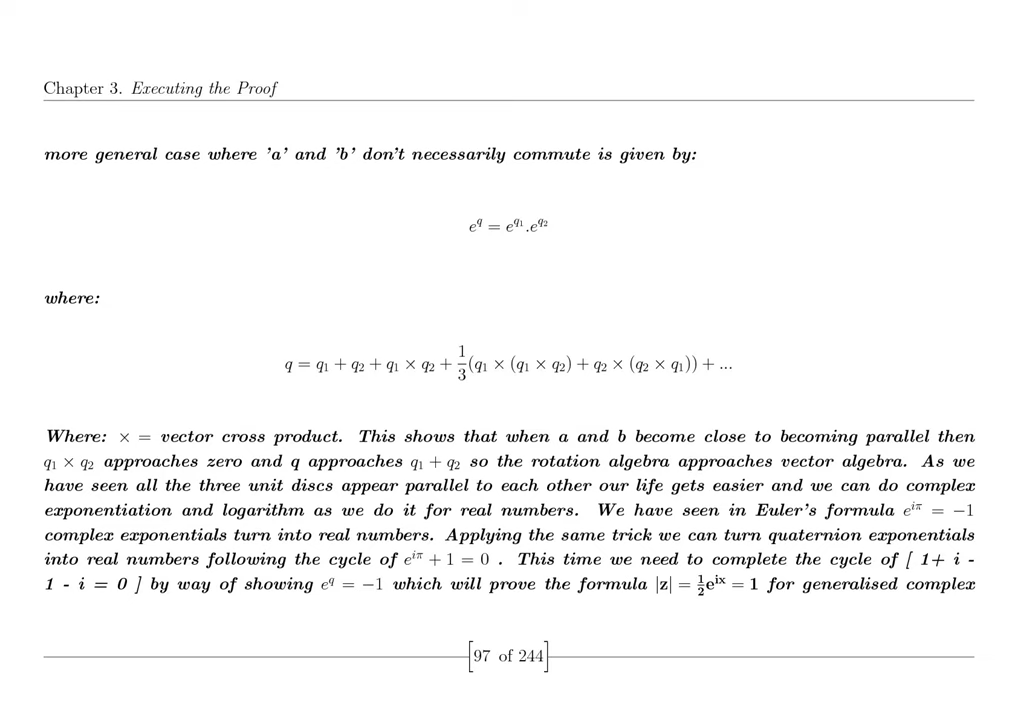 Chapter 3. Executing the Proof
more general case where 'a' and 'b' don't necessarily commute is given by:
e^q = e^{q_1}.e^{q_2}
where:
q = q_1 + q_2 + q_1 × q_2 + \frac{1}{3}(q_1 × (q_1 × q_2) + q_2 × (q_2 × q_1)) + ...
Where: × = vector cross product. This shows that when a and b become close to becoming parallel then
q_1 × q_2 approaches zero and q approaches q_1 + q_2 so the rotation algebra approaches vector algebra. As we
have seen all the three unit discs appear parallel to each other our life gets easier and we can do complex
exponentiation and logarithm as we do it for real numbers. We have seen in Euler's formula e^{iπ} = −1
complex exponentials turn into real numbers. Applying the same trick we can turn quaternion exponentials
into real numbers following the cycle of e^{iπ} + 1 = 0 . This time we need to complete the cycle of [ 1+ i -
1 - i = 0 ] by way of showing e^q = −1 which will prove the formula |z| = \frac{1}{2}e^{ix} = 1 for generalised complex
[97 of 244]